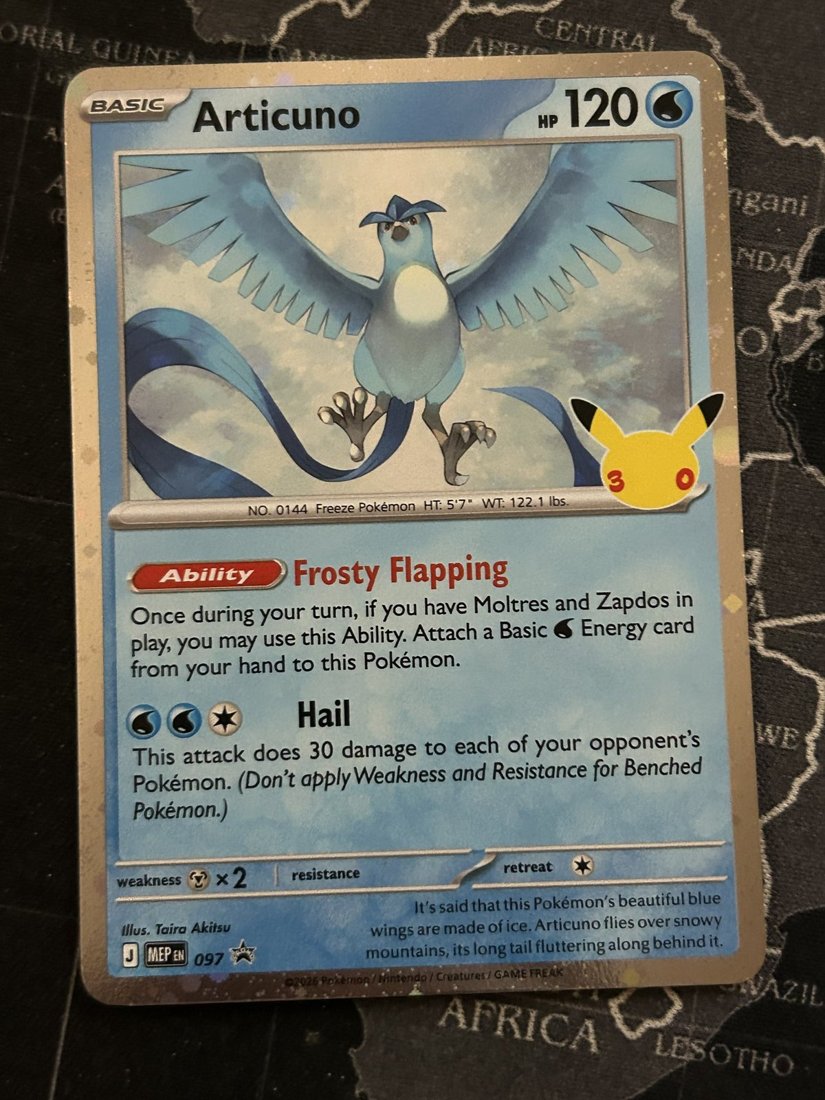 ORIAL GUINEA
CENTRAL
AFRIC
BASIC
Articuno
HP 120
ngani
NDA
NO. 0144 Freeze Pokémon HT: 5'7" WT: 122.1 lbs.
30
Ability Frosty Flapping
Once during your turn, if you have Moltres and Zapdos in
play, you may use this Ability. Attach a Basic Energy card
from your hand to this Pokémon.
Hail
This attack does 30 damage to each of your opponent's
Pokémon. (Don't apply Weakness and Resistance for Benched
Pokémon.)
WE
weakness ×2 resistance retreat
It's said that this Pokémon's beautiful blue
wings are made of ice. Articuno flies over snowy
mountains, its long tail fluttering along behind it.
Illus. Taira Akitsu
J MEP EN 097
©2026 Pokémon / Nintendo / Creatures / GAME FREAK
AZIL
AFRICA
LESOTHO